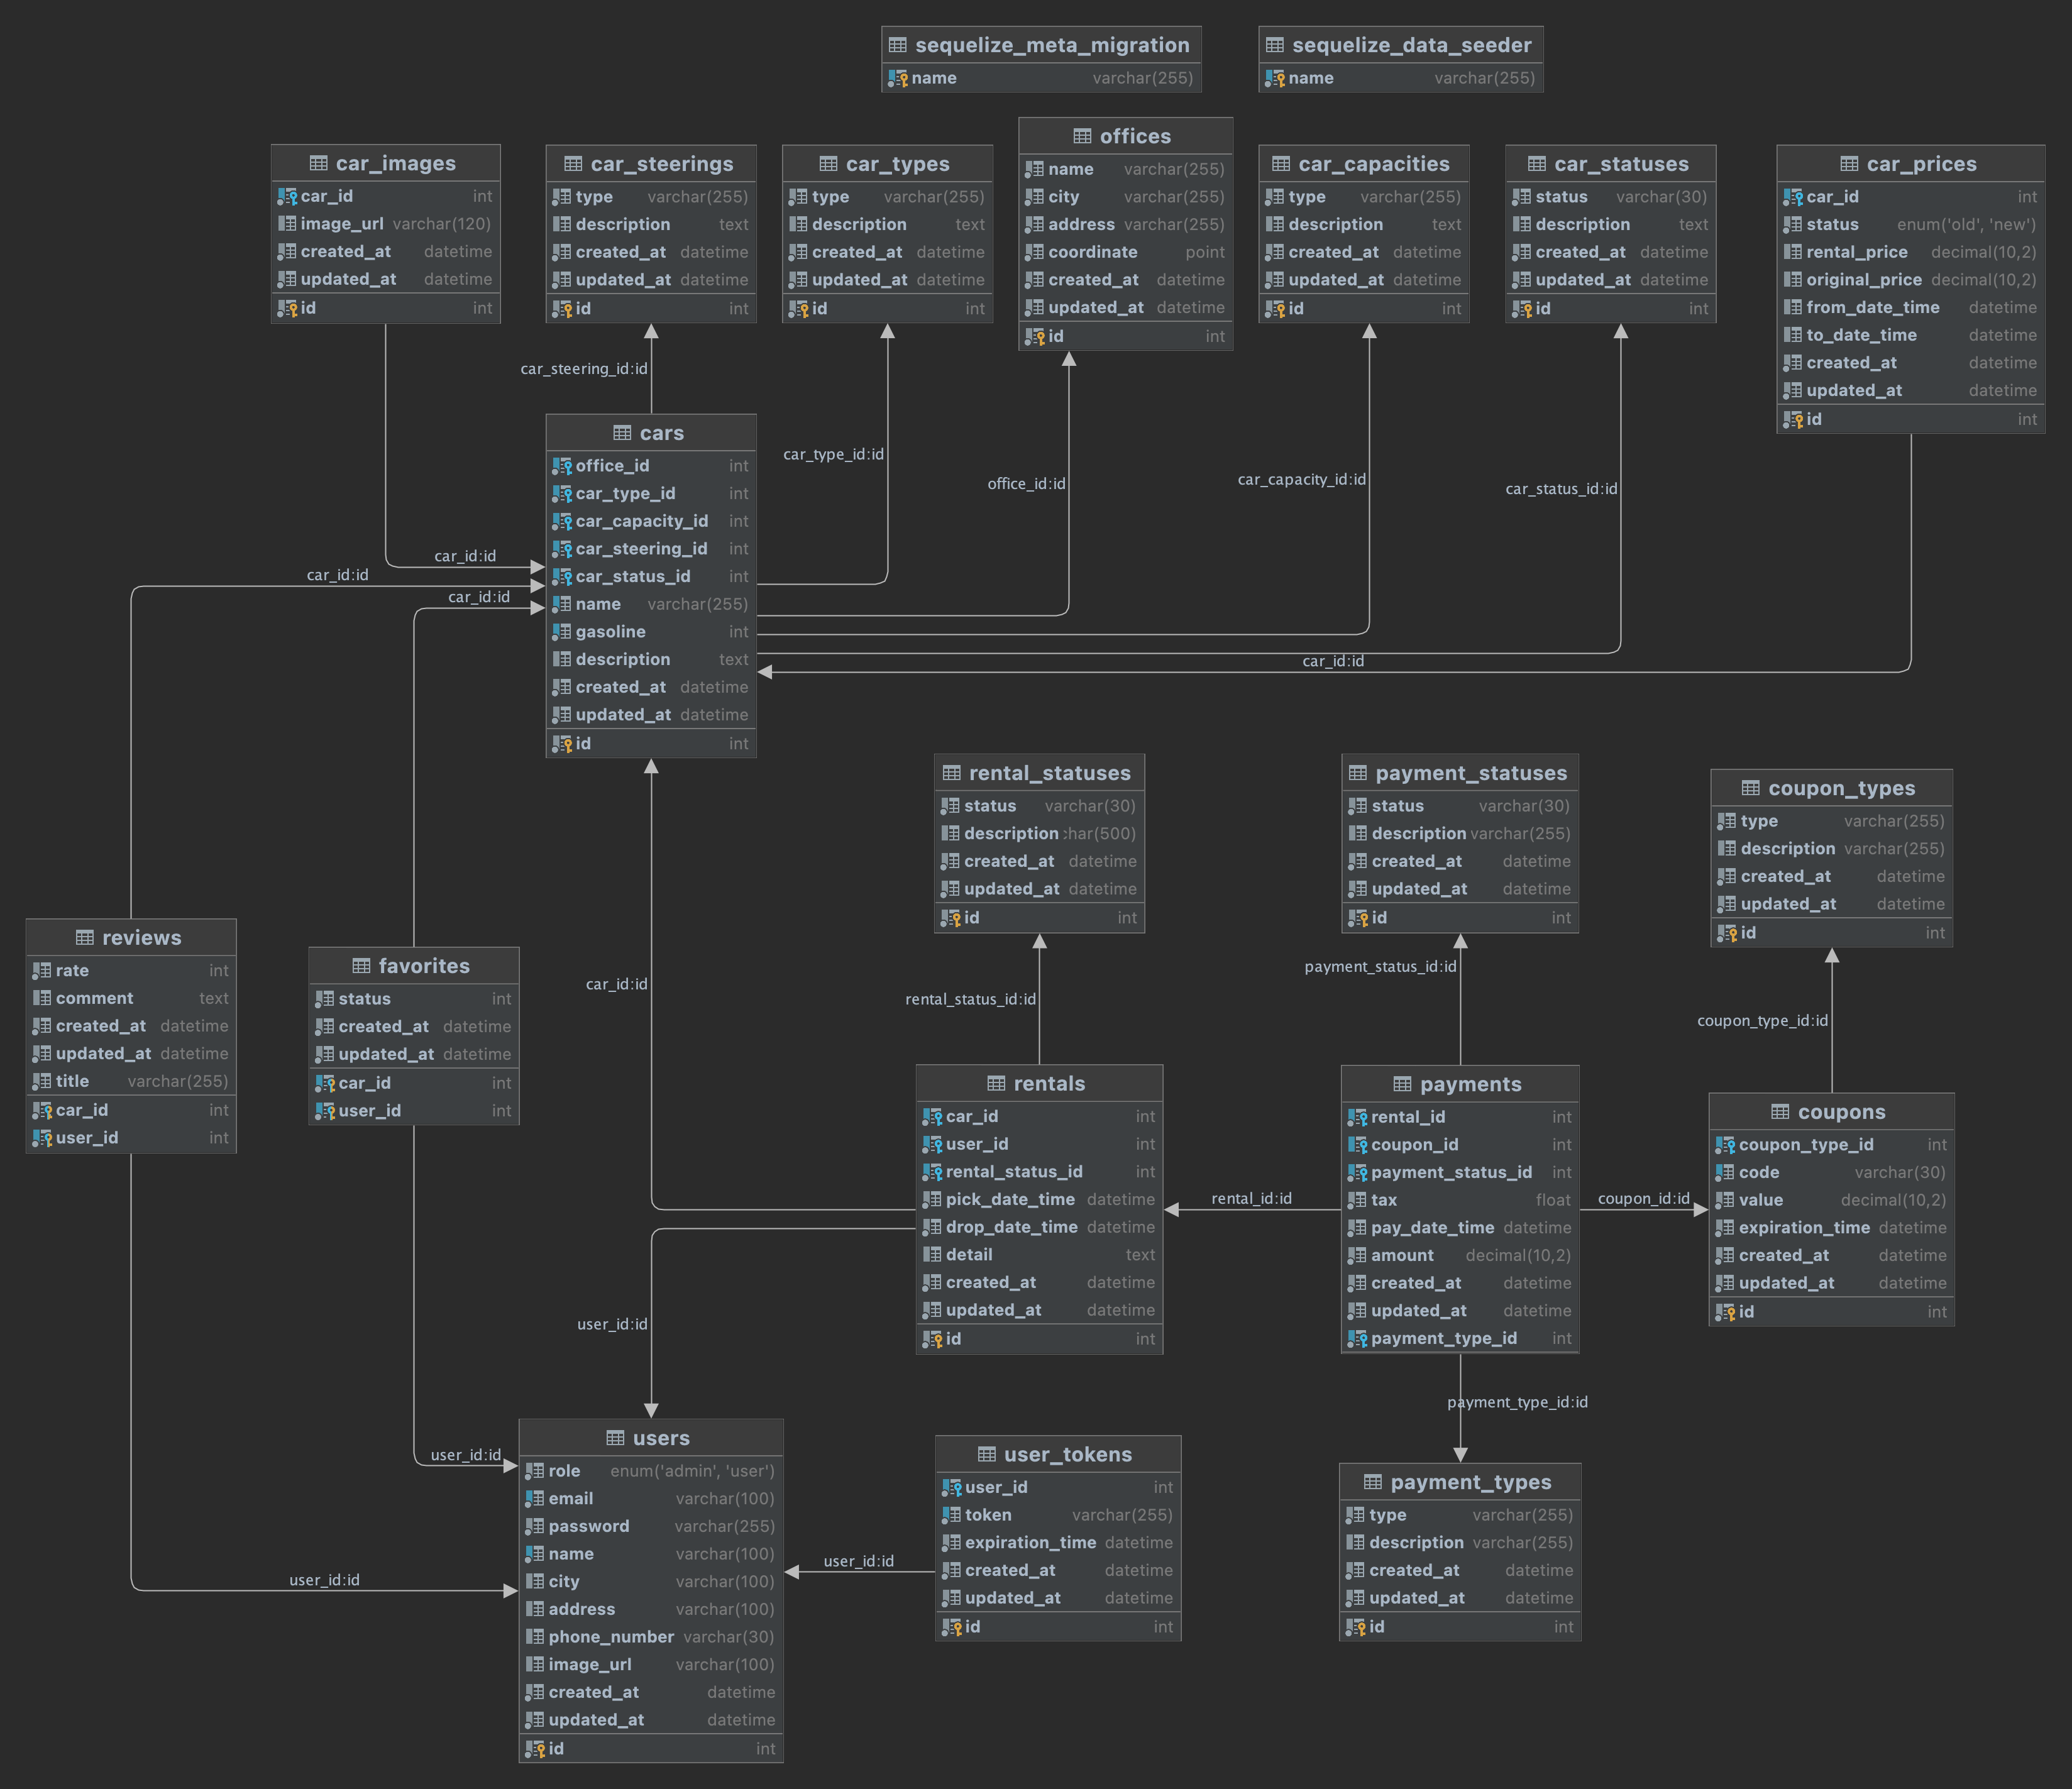 sequelize_meta_migration
name varchar(255)
sequelize_data_seeder
name varchar(255)
car_images
car_id int
image_url varchar(120)
created_at datetime
updated_at datetime
id int
car_steerings
type varchar(255)
description text
created_at datetime
updated_at datetime
id int
car_types
type varchar(255)
description text
created_at datetime
updated_at datetime
id int
offices
name varchar(255)
city varchar(255)
address varchar(255)
coordinate point
created_at datetime
updated_at datetime
id int
car_capacities
type varchar(255)
description text
created_at datetime
updated_at datetime
id int
car_statuses
status varchar(30)
description text
created_at datetime
updated_at datetime
id int
car_prices
car_id int
status enum('old', 'new')
rental_price decimal(10,2)
original_price decimal(10,2)
from_date_time datetime
to_date_time datetime
created_at datetime
updated_at datetime
id int
car_steering_id:id
car_type_id:id
office_id:id
car_capacity_id:id
car_status_id:id
cars
office_id int
car_type_id int
car_capacity_id int
car_steering_id int
car_status_id int
name varchar(255)
gasoline int
description text
created_at datetime
updated_at datetime
id int
car_id:id
car_id:id
car_id:id
car_id:id
rental_statuses
status varchar(30)
description :har(500)
created_at datetime
updated_at datetime
id int
payment_statuses
status varchar(30)
description varchar(255)
created_at datetime
updated_at datetime
id int
coupon_types
type varchar(255)
description varchar(255)
created_at datetime
updated_at datetime
id int
reviews
rate int
comment text
created_at datetime
updated_at datetime
title varchar(255)
car_id int
user_id int
favorites
status int
created_at datetime
updated_at datetime
car_id int
user_id int
car_id:id
rental_status_id:id
payment_status_id:id
coupon_type_id:id
rentals
car_id int
user_id int
rental_status_id int
pick_date_time datetime
drop_date_time datetime
detail text
created_at datetime
updated_at datetime
id int
rental_id:id
payments
rental_id int
coupon_id int
payment_status_id int
tax float
pay_date_time datetime
amount decimal(10,2)
created_at datetime
updated_at datetime
payment_type_id int
coupon_id:id
coupons
coupon_type_id int
code varchar(30)
value decimal(10,2)
expiration_time datetime
created_at datetime
updated_at datetime
id int
user_id:id
payment_type_id:id
user_id:id
user_id:id
users
role enum('admin', 'user')
email varchar(100)
password varchar(255)
name varchar(100)
city varchar(100)
address varchar(100)
phone_number varchar(30)
image_url varchar(100)
created_at datetime
updated_at datetime
id int
user_id:id
user_tokens
user_id int
token varchar(255)
expiration_time datetime
created_at datetime
updated_at datetime
id int
payment_types
type varchar(255)
description varchar(255)
created_at datetime
updated_at datetime
id int